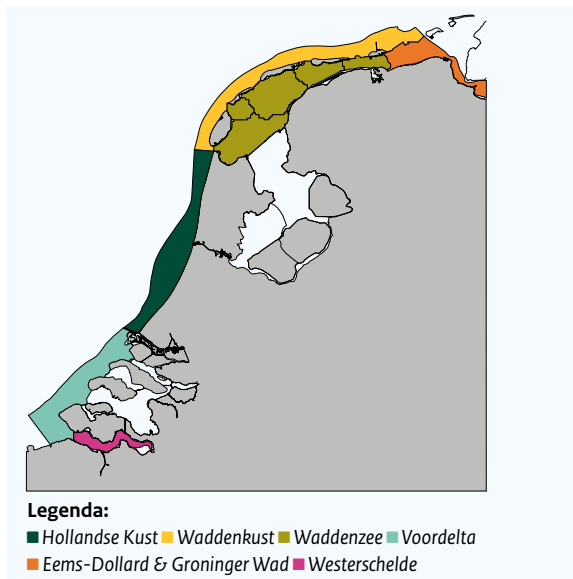 Legenda:
Hollandse Kust Waddenkust Waddenzee Voordelta
Eems-Dollard & Groninger Wad Westerschelde